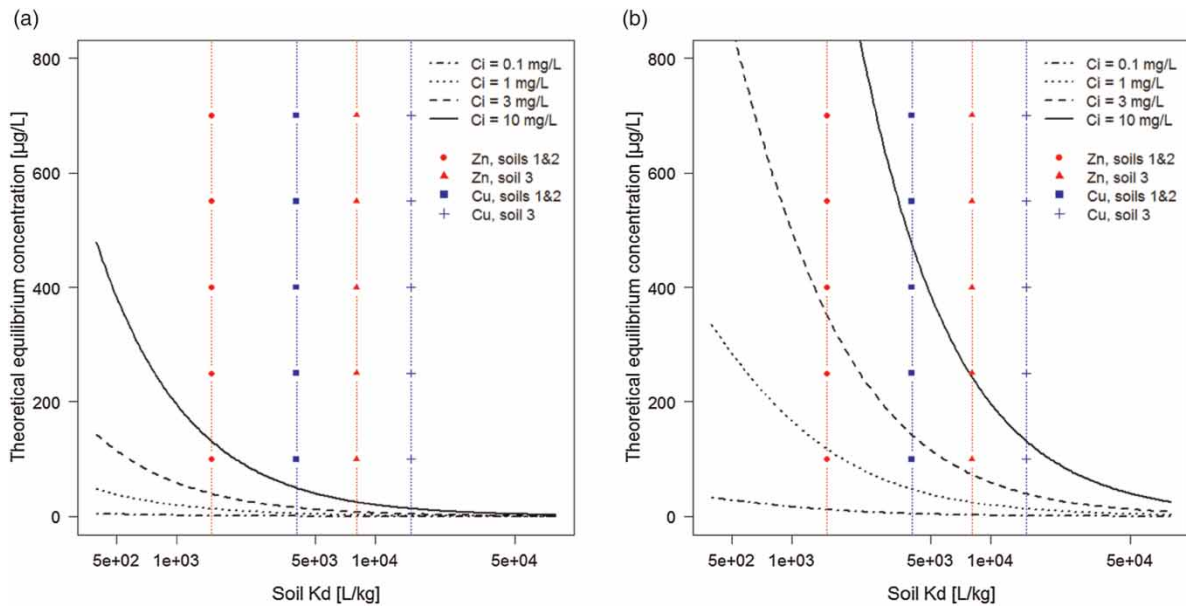 (a)
Theoretical equilibrium concentration [µg/L]
800
600
400
200
0
5e+02 1e+03 5e+03 1e+04 5e+04
Soil Kd [L/kg]
Ci = 0.1 mg/L
Ci = 1 mg/L
Ci = 3 mg/L
Ci = 10 mg/L
Zn, soils 1&2
Zn, soil 3
Cu, soils 1&2
Cu, soil 3
(b)
Theoretical equilibrium concentration [µg/L]
800
600
400
200
0
5e+02 1e+03 5e+03 1e+04 5e+04
Soil Kd [L/kg]
Ci = 0.1 mg/L
Ci = 1 mg/L
Ci = 3 mg/L
Ci = 10 mg/L
Zn, soils 1&2
Zn, soil 3
Cu, soils 1&2
Cu, soil 3